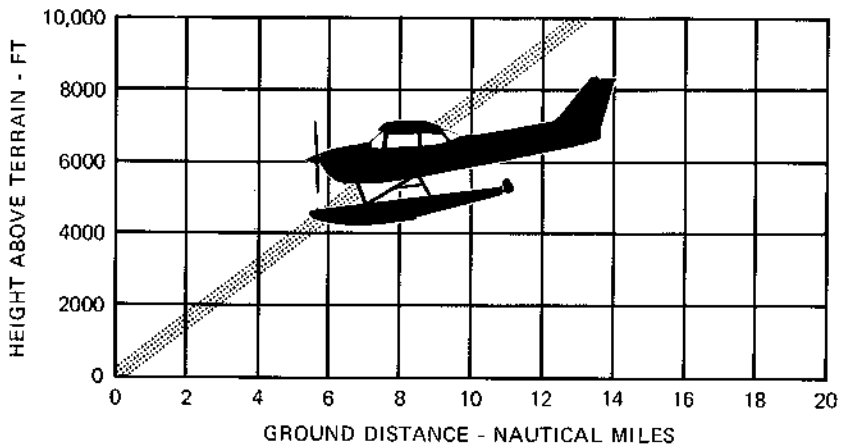 HEIGHT ABOVE TERRAIN - FT
10,000
8000
6000
4000
2000
0
0 2 4 6 8 10 12 14 16 18 20
GROUND DISTANCE - NAUTICAL MILES